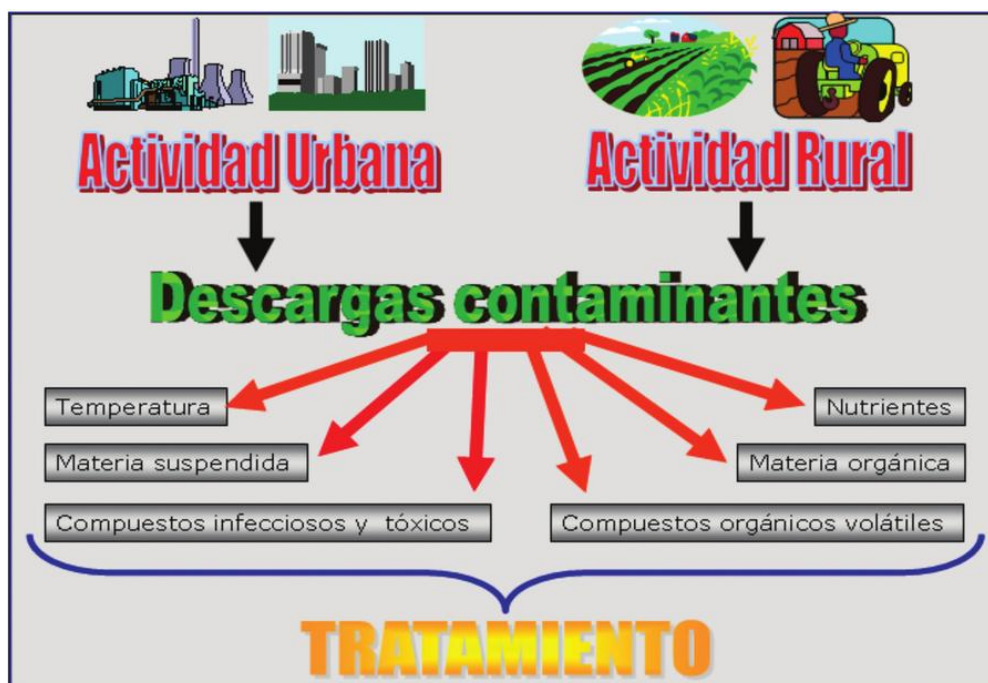 Actividad Urbana
Actividad Rural
Descargas contaminantes
Temperatura
Nutrientes
Materia suspendida
Materia orgánica
Compuestos infecciosos y tóxicos
Compuestos orgánicos volátiles
TRATAMIENTO